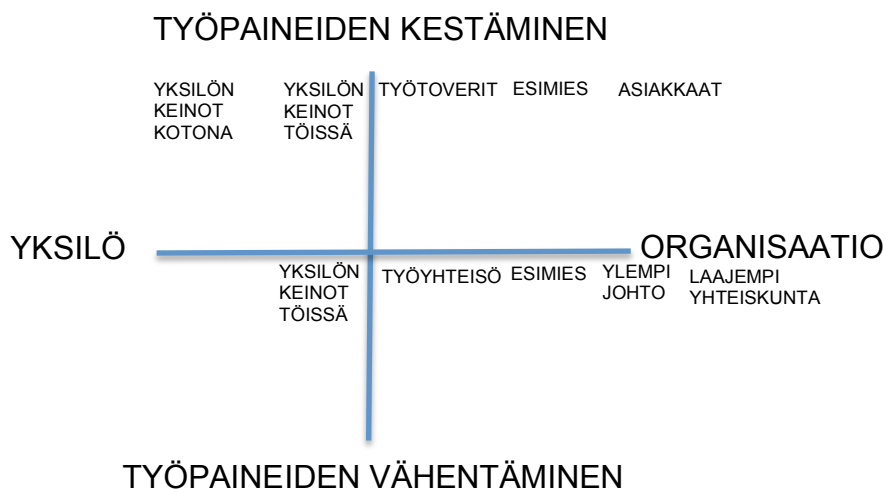 TYÖPAINEIDEN KESTÄMINEN
YKSILÖN
KEINOT
KOTONA
YKSILÖN
KEINOT
TÖISSÄ
TYÖTOVERIT
ESIMIES
ASIAKKAAT
YKSILÖ
ORGANISAATIO
YKSILÖN
KEINOT
TÖISSÄ
TYÖYHTEISÖ
ESIMIES
YLEMPI
JOHTO
LAAJEMPI
YHTEISKUNTA
TYÖPAINEIDEN VÄHENTÄMINEN